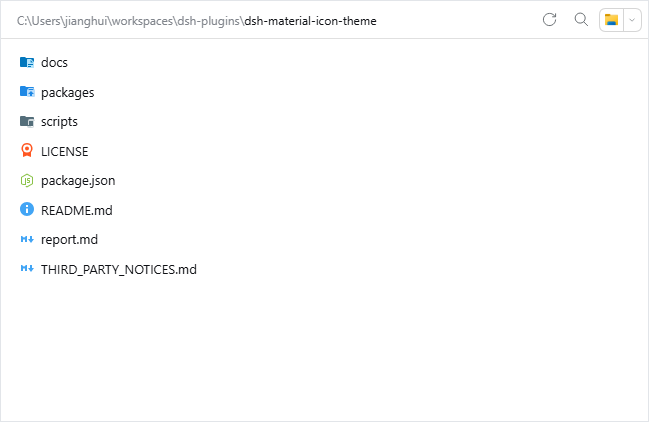 C:\Users\jianghui\workspaces\dsh-plugins\dsh-material-icon-theme
docs
packages
scripts
LICENSE
package.json
README.md
report.md
THIRD_PARTY_NOTICES.md